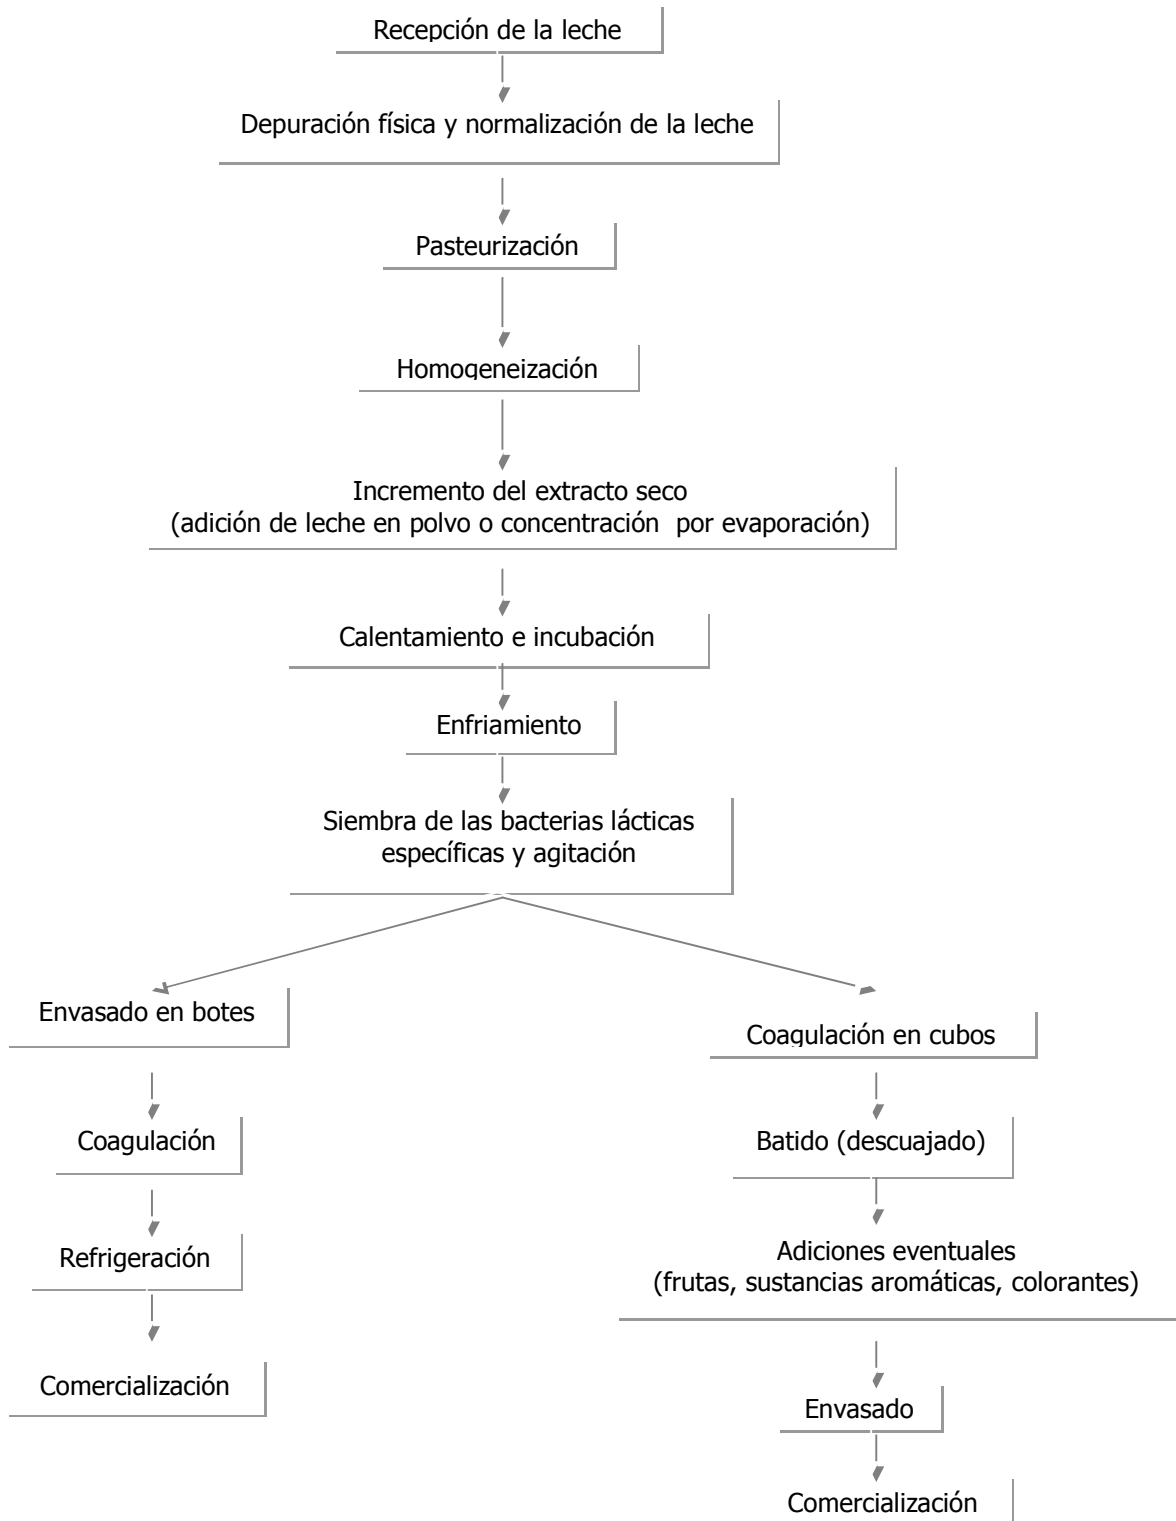 Recepción de la leche
Depuración física y normalización de la leche
Pasteurización
Homogeneización
Incremento del extracto seco
(adición de leche en polvo o concentración por evaporación)
Calentamiento e incubación
Enfriamiento
Siembra de las bacterias lácticas
específicas y agitación
Envasado en botes
Coagulación
Refrigeración
Comercialización
Coagulación en cubos
Batido (descuajado)
Adiciones eventuales
(frutas, sustancias aromáticas, colorantes)
Envasado
Comercialización